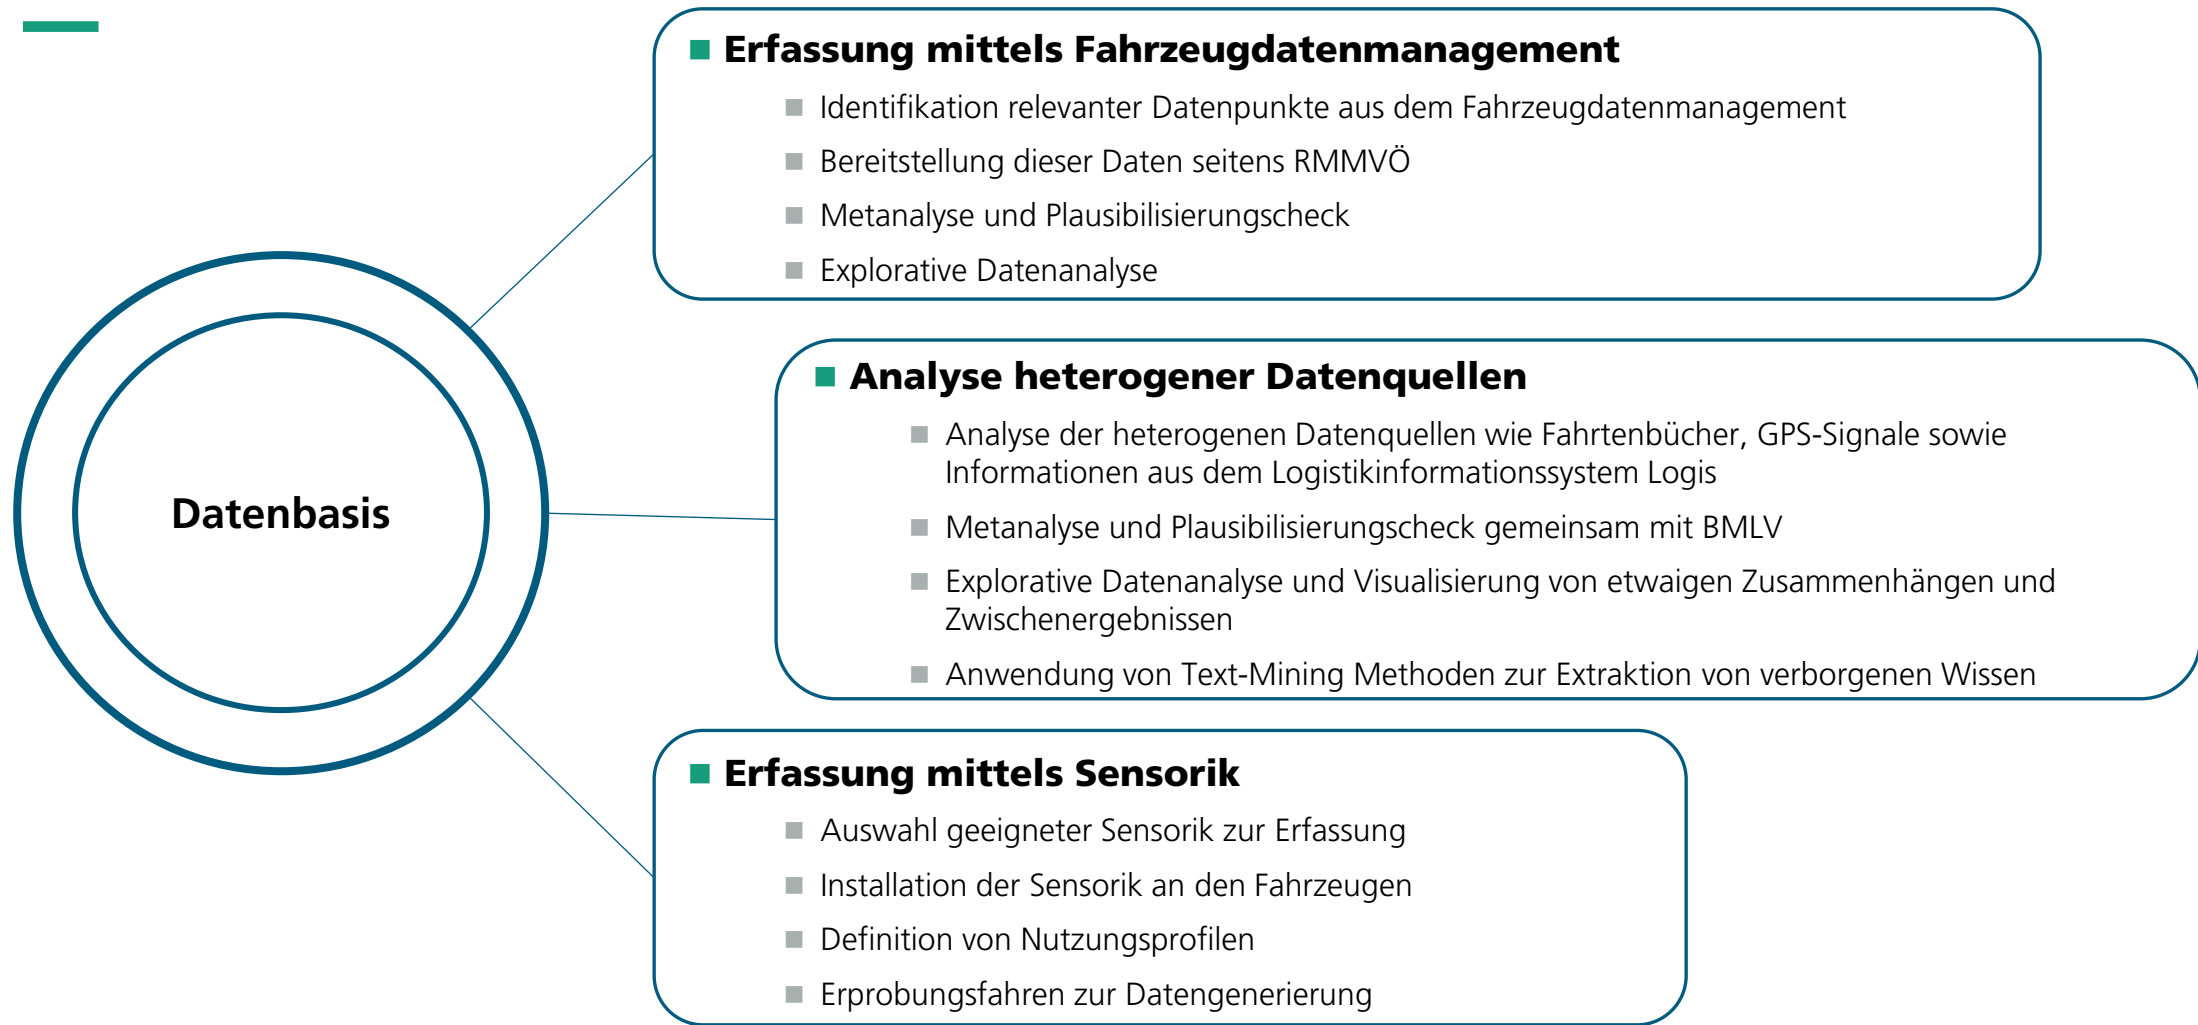 Erfassung mittels Fahrzeugdatenmanagement
Identifikation relevanter Datenpunkte aus dem Fahrzeugdatenmanagement
Bereitstellung dieser Daten seitens RMMVÖ
Metanalyse und Plausibilisierungscheck
Explorative Datenanalyse
Datenbasis
Analyse heterogener Datenquellen
Analyse der heterogenen Datenquellen wie Fahrtenbücher, GPS-Signale sowie
Informationen aus dem Logistikinformationssystem Logis
Metanalyse und Plausibilisierungscheck gemeinsam mit BMLV
Explorative Datenanalyse und Visualisierung von etwaigen Zusammenhängen und
Zwischenergebnissen
Anwendung von Text-Mining Methoden zur Extraktion von verborgenen Wissen
Erfassung mittels Sensorik
Auswahl geeigneter Sensorik zur Erfassung
Installation der Sensorik an den Fahrzeugen
Definition von Nutzungsprofilen
Erprobungsfahren zur Datengenerierung